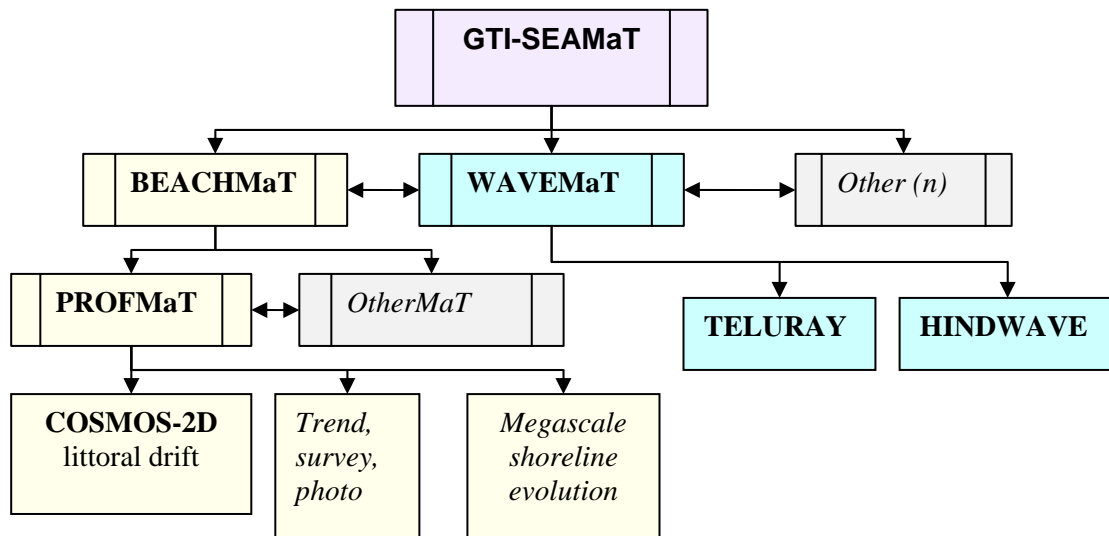 GTI-SEAMaT
BEACHMaT
WAVEMaT
Other (n)
PROFMaT
OtherMaT
TELURAY
HINDWAVE
COSMOS-2D
littoral drift
Trend,
survey,
photo
Megascale
shoreline
evolution